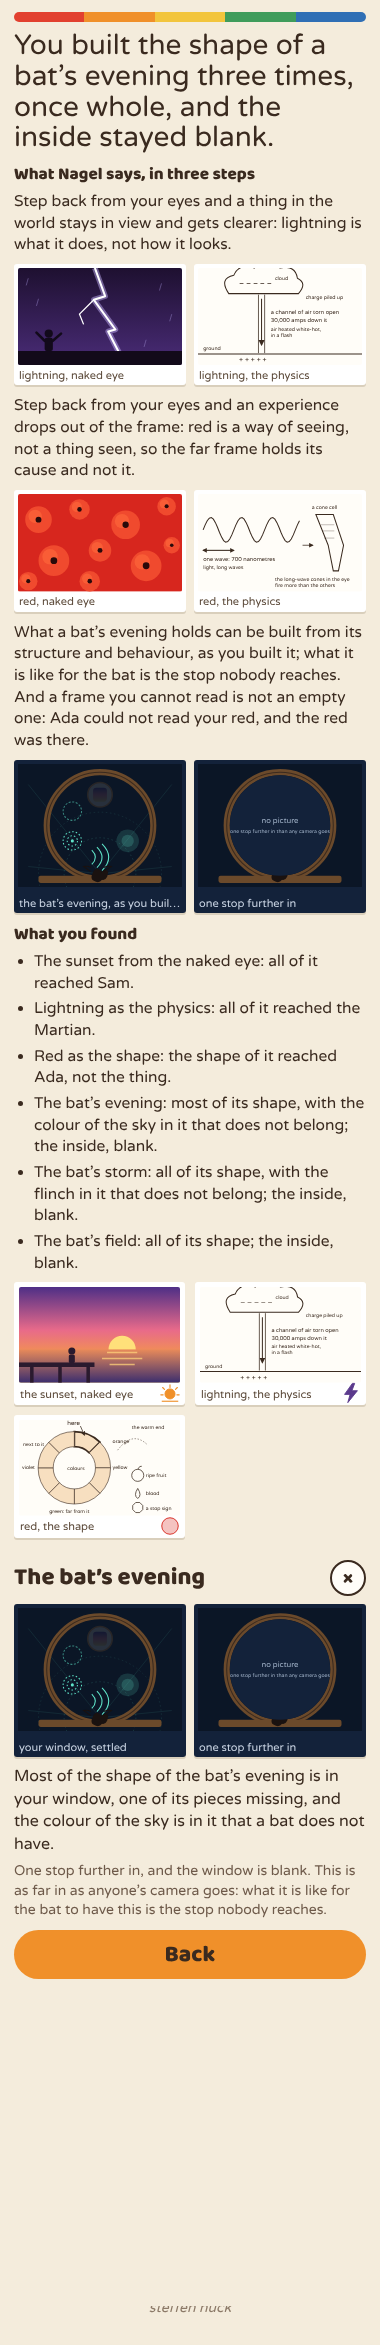 You built the shape of a
bat's evening three times,
once whole, and the
inside stayed blank.
What Nagel says, in three steps
Step back from your eyes and a thing in the
world stays in view and gets clearer: lightning is
what it does, not how it looks.
cloud
charge piled up
a channel of air torn open
30,000 amps down it
air heated white-hot,
in a flash
ground
+ + + + +
lightning, naked eye
lightning, the physics
Step back from your eyes and an experience
drops out of the frame: red is a way of seeing,
not a thing seen, so the far frame holds its
cause and not it.
a cone cell
one wave: 700 nanometres
light, long waves
the long-wave cones in the eye
fire more than the others
red, naked eye
red, the physics
What a bat's evening holds can be built from its
structure and behaviour, as you built it; what it
is like for the bat is the stop nobody reaches.
And a frame you cannot read is not an empty
one: Ada could not read your red, and the red
was there.
no picture
one stop further in than any camera goes
the bat's evening, as you buil…
one stop further in
What you found
• The sunset from the naked eye: all of it
reached Sam.
• Lightning as the physics: all of it reached the
Martian.
• Red as the shape: the shape of it reached
Ada, not the thing.
• The bat's evening: most of its shape, with the
colour of the sky in it that does not belong;
the inside, blank.
• The bat's storm: all of its shape, with the
flinch in it that does not belong; the inside,
blank.
• The bat's field: all of its shape; the inside,
blank.
cloud
charge piled up
a channel of air torn open
30,000 amps down it
air heated white-hot,
in a flash
ground
+ + + + +
the sunset, naked eye
lightning, the physics
here
the warm end
next to it
orange
violet
colours
yellow
ripe fruit
blood
green: far from it
a stop sign
red, the shape
The bat's evening
×
no picture
one stop further in than any camera goes
your window, settled
one stop further in
Most of the shape of the bat's evening is in
your window, one of its pieces missing, and
the colour of the sky is in it that a bat does not
have.
One stop further in, and the window is blank. This is
as far in as anyone's camera goes: what it is like for
the bat to have this is the stop nobody reaches.
Back
steffen huck